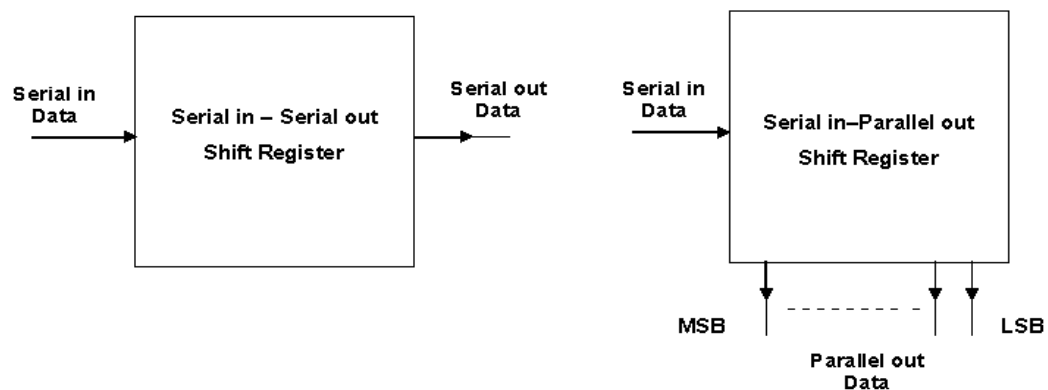 Serial in
Data
Serial in – Serial out
Shift Register
Serial out
Data
Serial in
Data
Serial in–Parallel out
Shift Register
MSB
LSB
Parallel out
Data